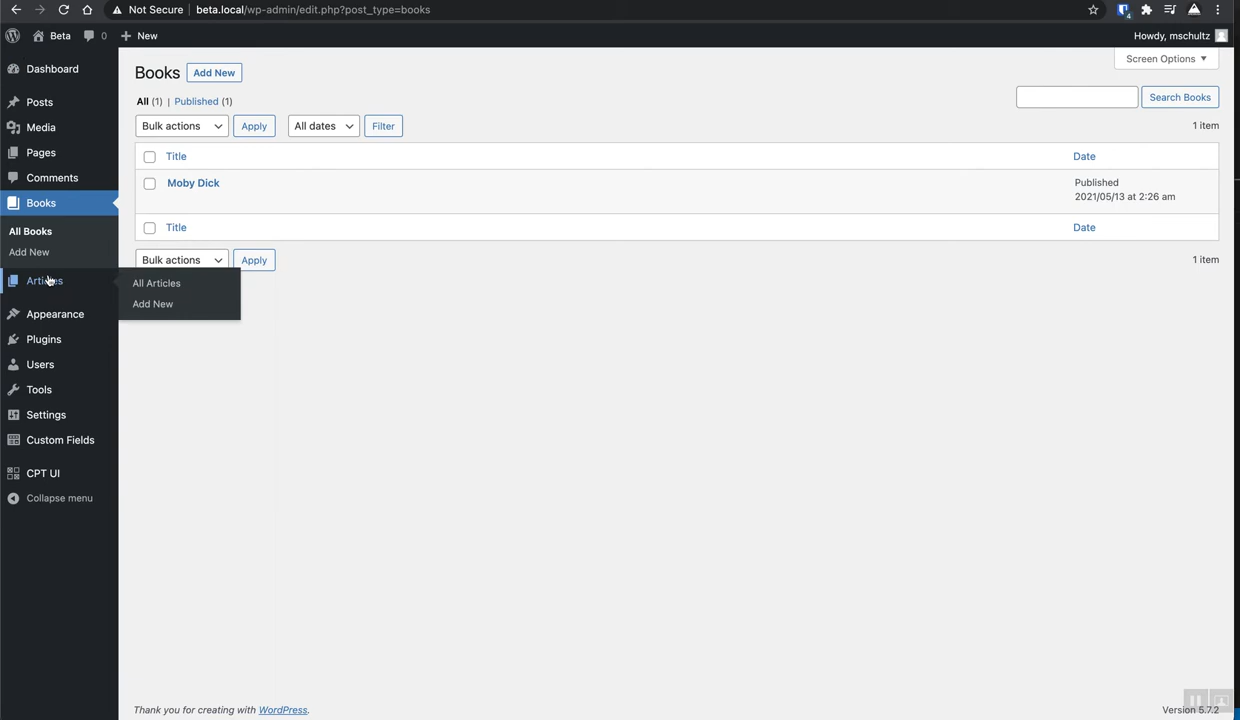 Not Secure | beta.local/wp-admin/edit.php?post_type=books
4
Beta 0 New Howdy, mschultz
Dashboard
Posts
Media
Pages
Comments
Books
All Books
Add New
Articles
All Articles
Add New
Appearance
Plugins
Users
Tools
Settings
Custom Fields
CPT UI
Collapse menu
Screen Options ▼
Books Add New
All (1) | Published (1)
Search Books
Bulk actions Apply All dates Filter 1 item
Title Date
Moby Dick Published
2021/05/13 at 2:26 am
Title Date
Bulk actions Apply 1 item
Thank you for creating with WordPress. Version 5.7.2